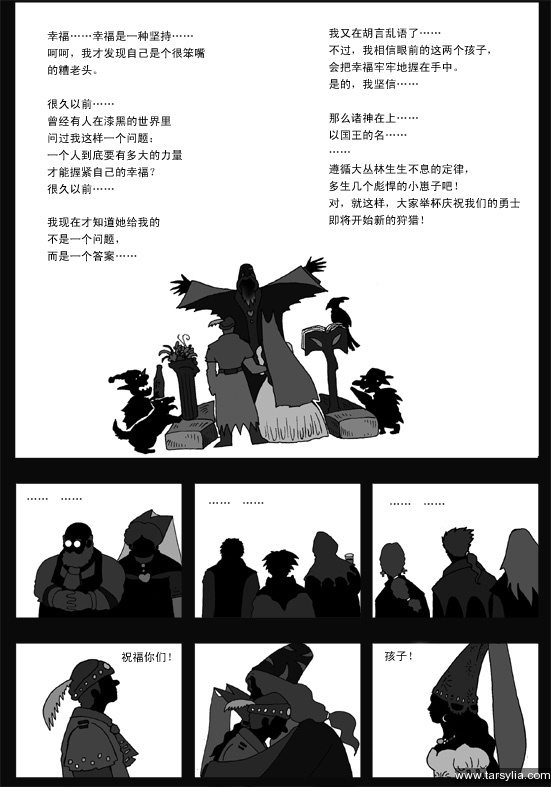 幸福……幸福是一种坚持……
呵呵，我才发现自己是个很笨嘴
的糟老头。
很久以前……
曾经有人在漆黑的世界里
问过我这样一个问题：
一个人到底要有多大的力量
才能握紧自己的幸福？
很久以前……
我现在才知道她给我的
不是一个问题，
而是一个答案……
我又在胡言乱语了……
不过，我相信眼前的这两个孩子，
会把幸福牢牢地握在手中。
是的，我坚信……
那么诸神在上……
以国王的名……
……
遵循大丛林生生不息的定律，
多生几个彪悍的小崽子吧！
对，就这样，大家举杯庆祝我们的勇士
即将开始新的狩猎！
…… ……
…… ……
…… ……
祝福你们！
孩子！
www.tarsylia.com